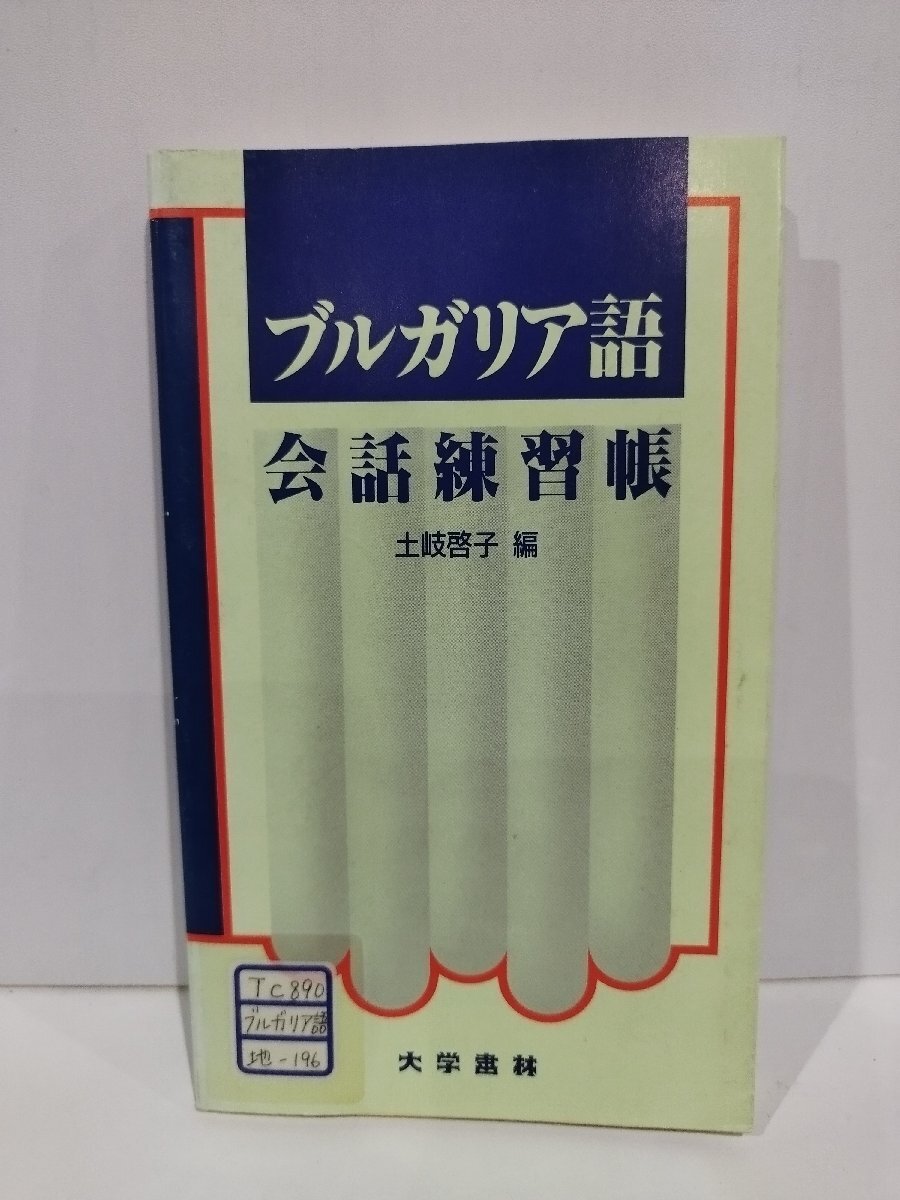 ブルガリア語
会話練習帳
土岐啓子 編
TC890
ブルガリア語
地-196
大学書林